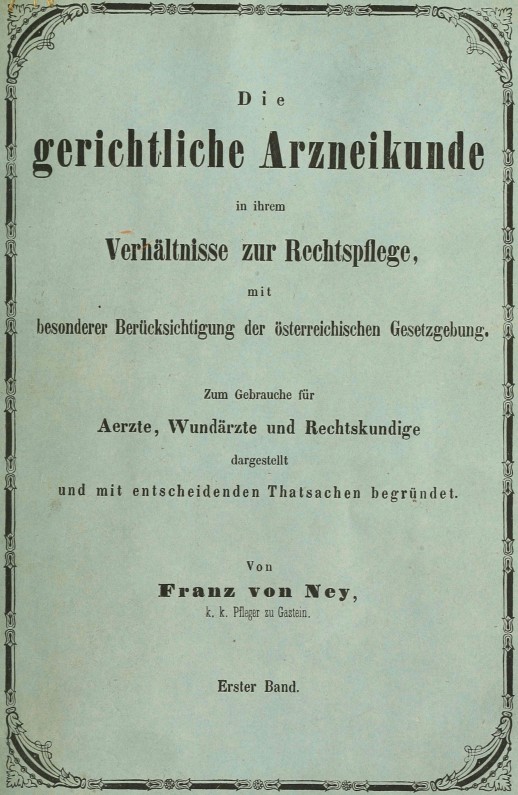 Die
gerichtliche Arzneikunde
in ihrem
Verhältnisse zur Rechtspflege,
mit
besonderer Berücksichtigung der österreichischen Gesetzgebung.
Zum Gebrauche für
Aerzte, Wundärzte und Rechtskundige
dargestellt
und mit entscheidenden Thatsachen begründet.
Von
Franz von Ney,
k. k. Pfleger zu Gastein.
Erster Band.